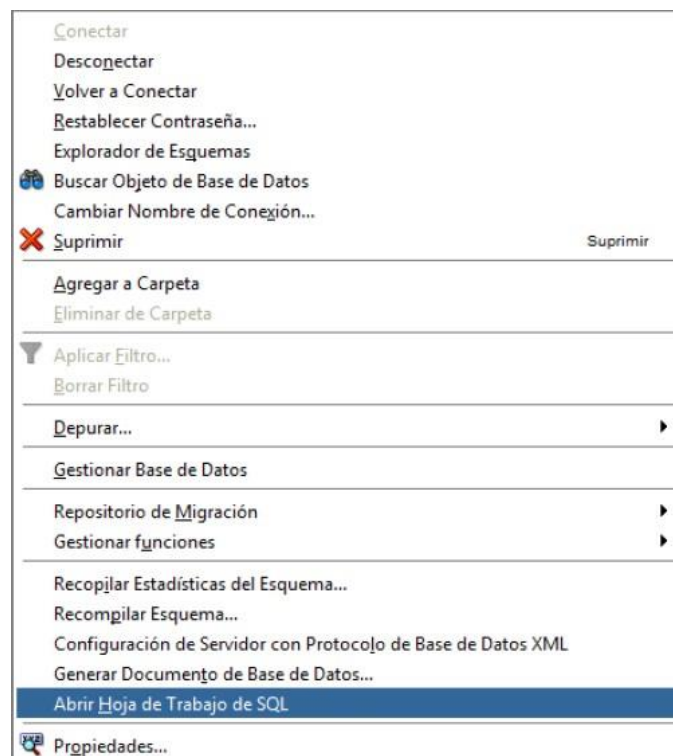 Conectar
Desconectar
Volver a Conectar
Restablecer Contraseña...
Explorador de Esquemas
Buscar Objeto de Base de Datos
Cambiar Nombre de Conexión...
Suprimir Suprimir
Agregar a Carpeta
Eliminar de Carpeta
Aplicar Filtro...
Borrar Filtro
Depurar...
Gestionar Base de Datos
Repositorio de Migración
Gestionar funciones
Recopilar Estadísticas del Esquema...
Recompilar Esquema...
Configuración de Servidor con Protocolo de Base de Datos XML
Generar Documento de Base de Datos...
Abrir Hoja de Trabajo de SQL
Propiedades...